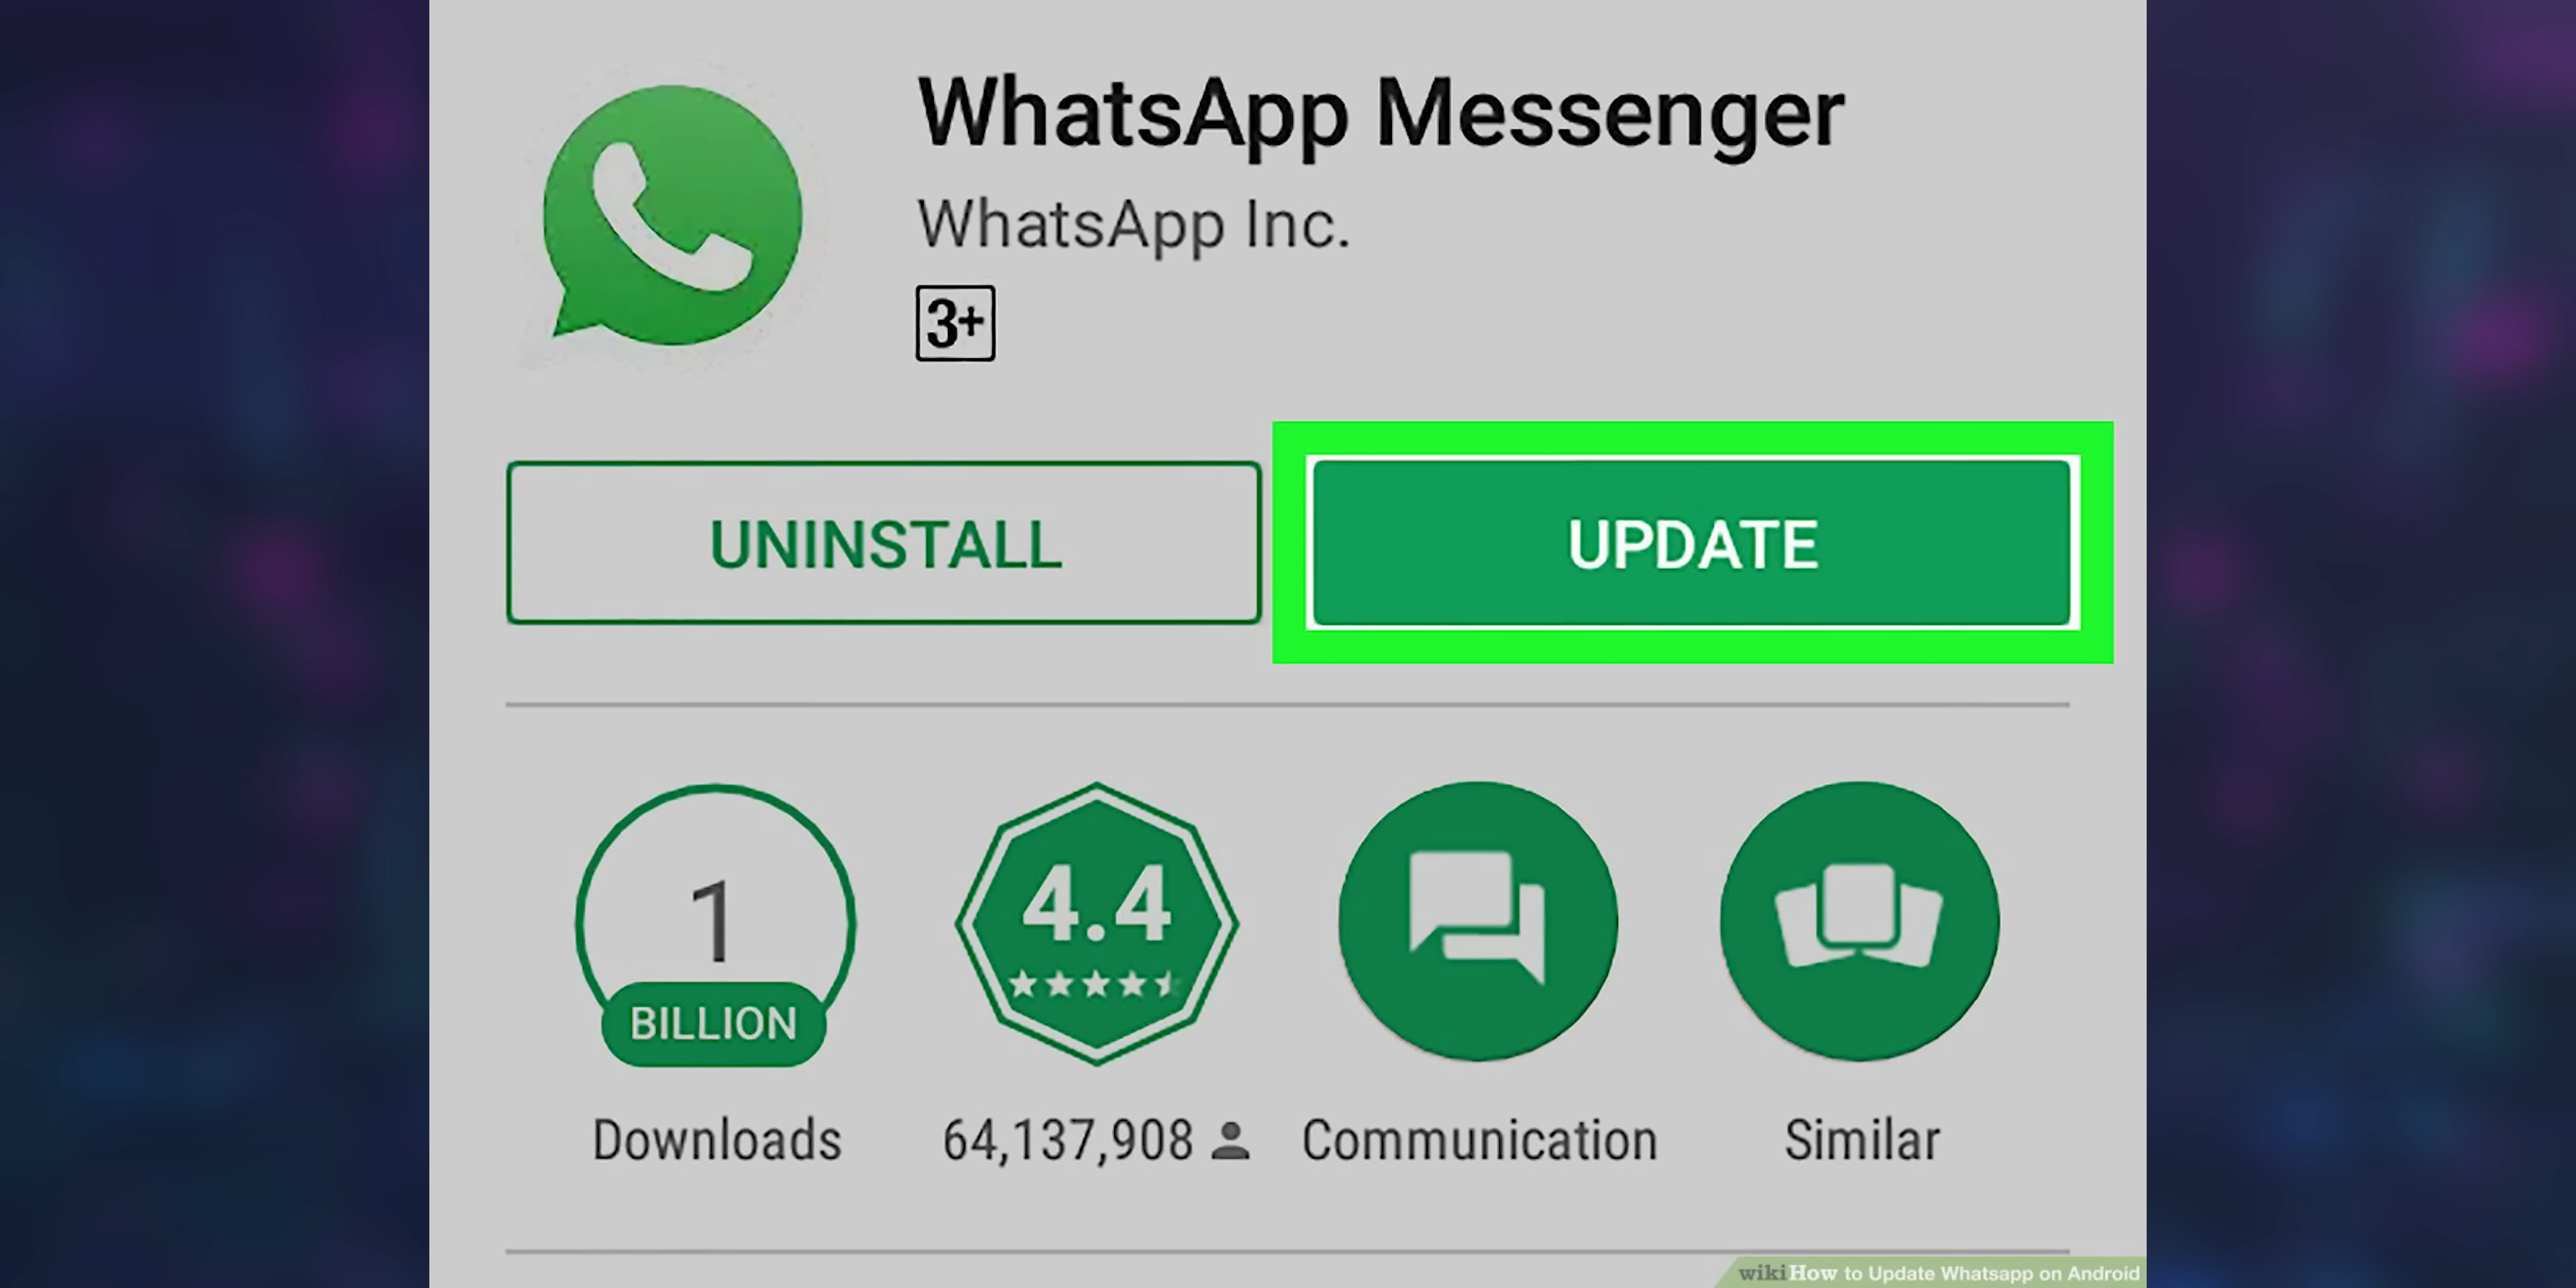 WhatsApp Messenger
WhatsApp Inc.
3+
UNINSTALL
UPDATE
1
BILLION
4.4
Downloads
64,137,908
Communication
Similar
wikiHow to Update Whatsapp on Android